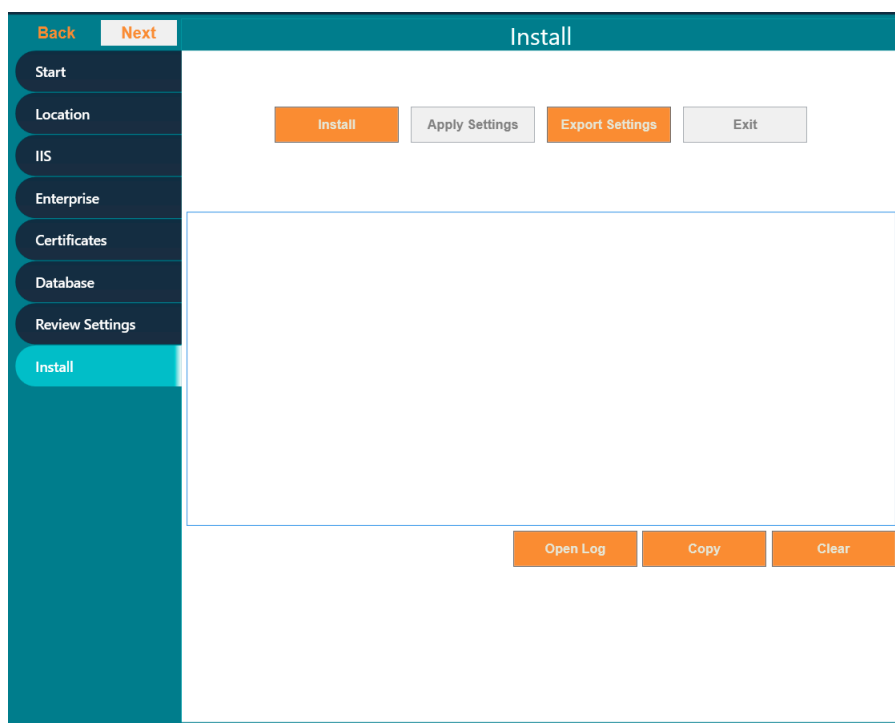 Back Next Install
Start
Location
Install Apply Settings Export Settings Exit
IIS
Enterprise
Certificates
Database
Review Settings
Install
Open Log Copy Clear